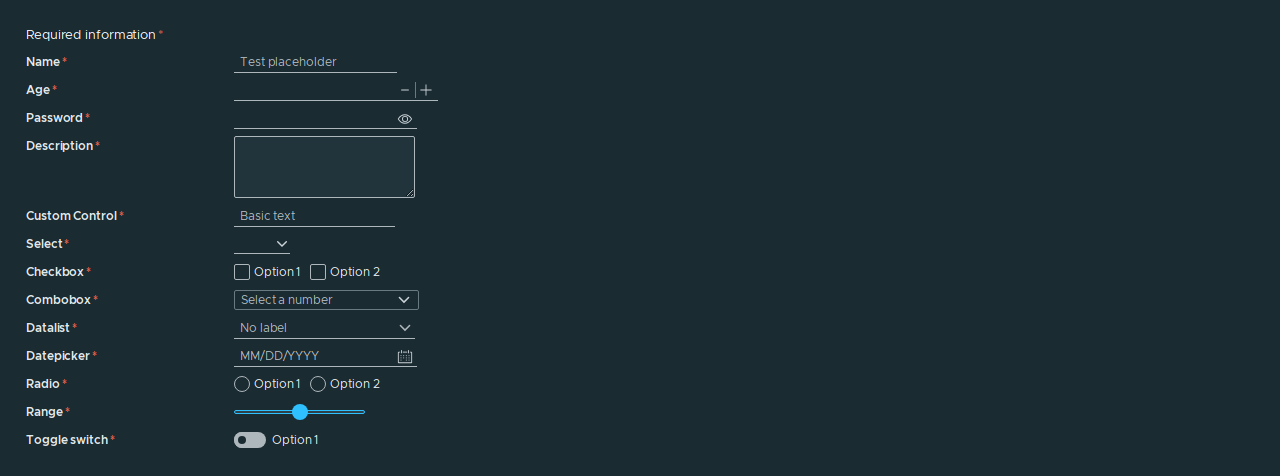 Required information *
Name * Test placeholder
Age *
Password *
Description *
Custom Control * Basic text
Select *
Checkbox * Option 1 Option 2
Combobox * Select a number
Datalist * No label
Datepicker * MM/DD/YYYY
Radio * Option 1 Option 2
Range *
Toggle switch * Option 1